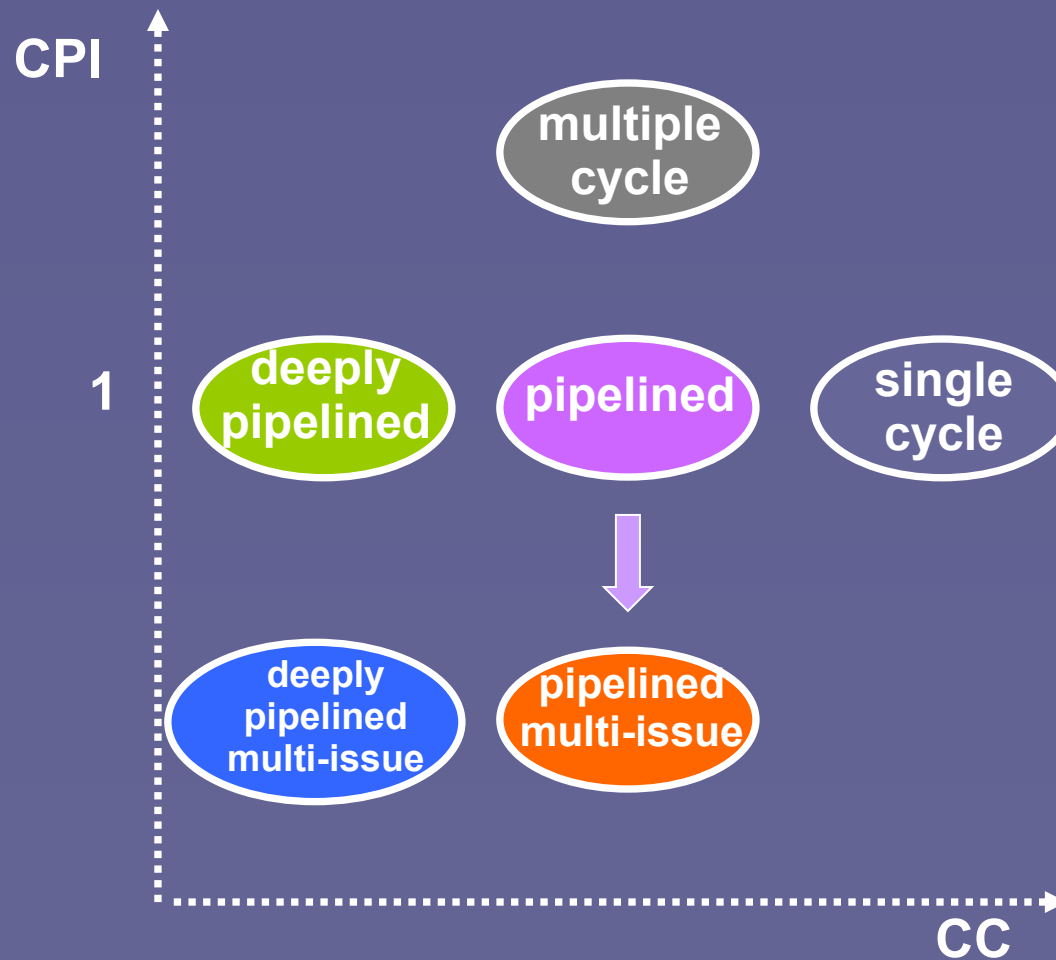 CPI
multiple
cycle
1
deeply
pipelined
pipelined
single
cycle
deeply
pipelined
multi-issue
pipelined
multi-issue
CC